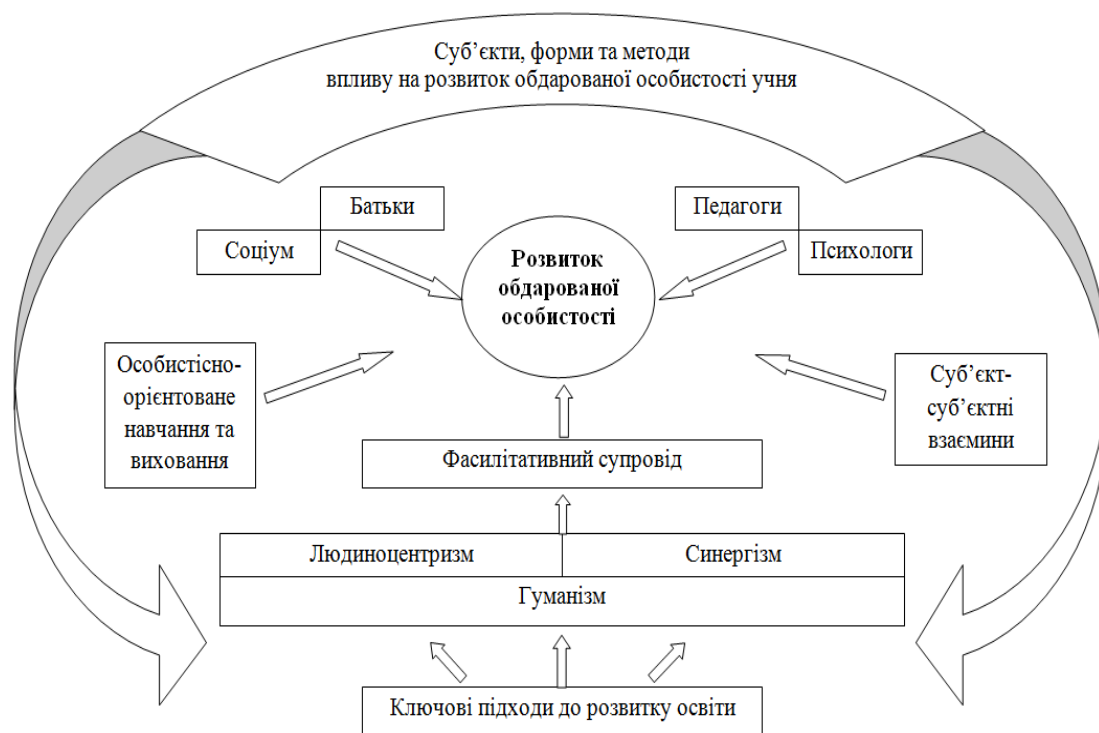 Суб’єкти, форми та методи
впливу на розвиток обдарованої особистості учня
Батьки
Педагоги
Соціум
Психологи
Розвиток
обдарованої
особистості
Особистісно-
орієнтоване
навчання та
виховання
Суб’єкт-
суб’єктні
взаємини
Фасилітативний супровід
Людиноцентризм
Синергізм
Гуманізм
Ключові підходи до розвитку освіти